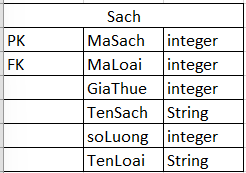 Sach
PK MaSach integer
FK MaLoai integer
GiaThue integer
TenSach String
soLuong integer
TenLoai String